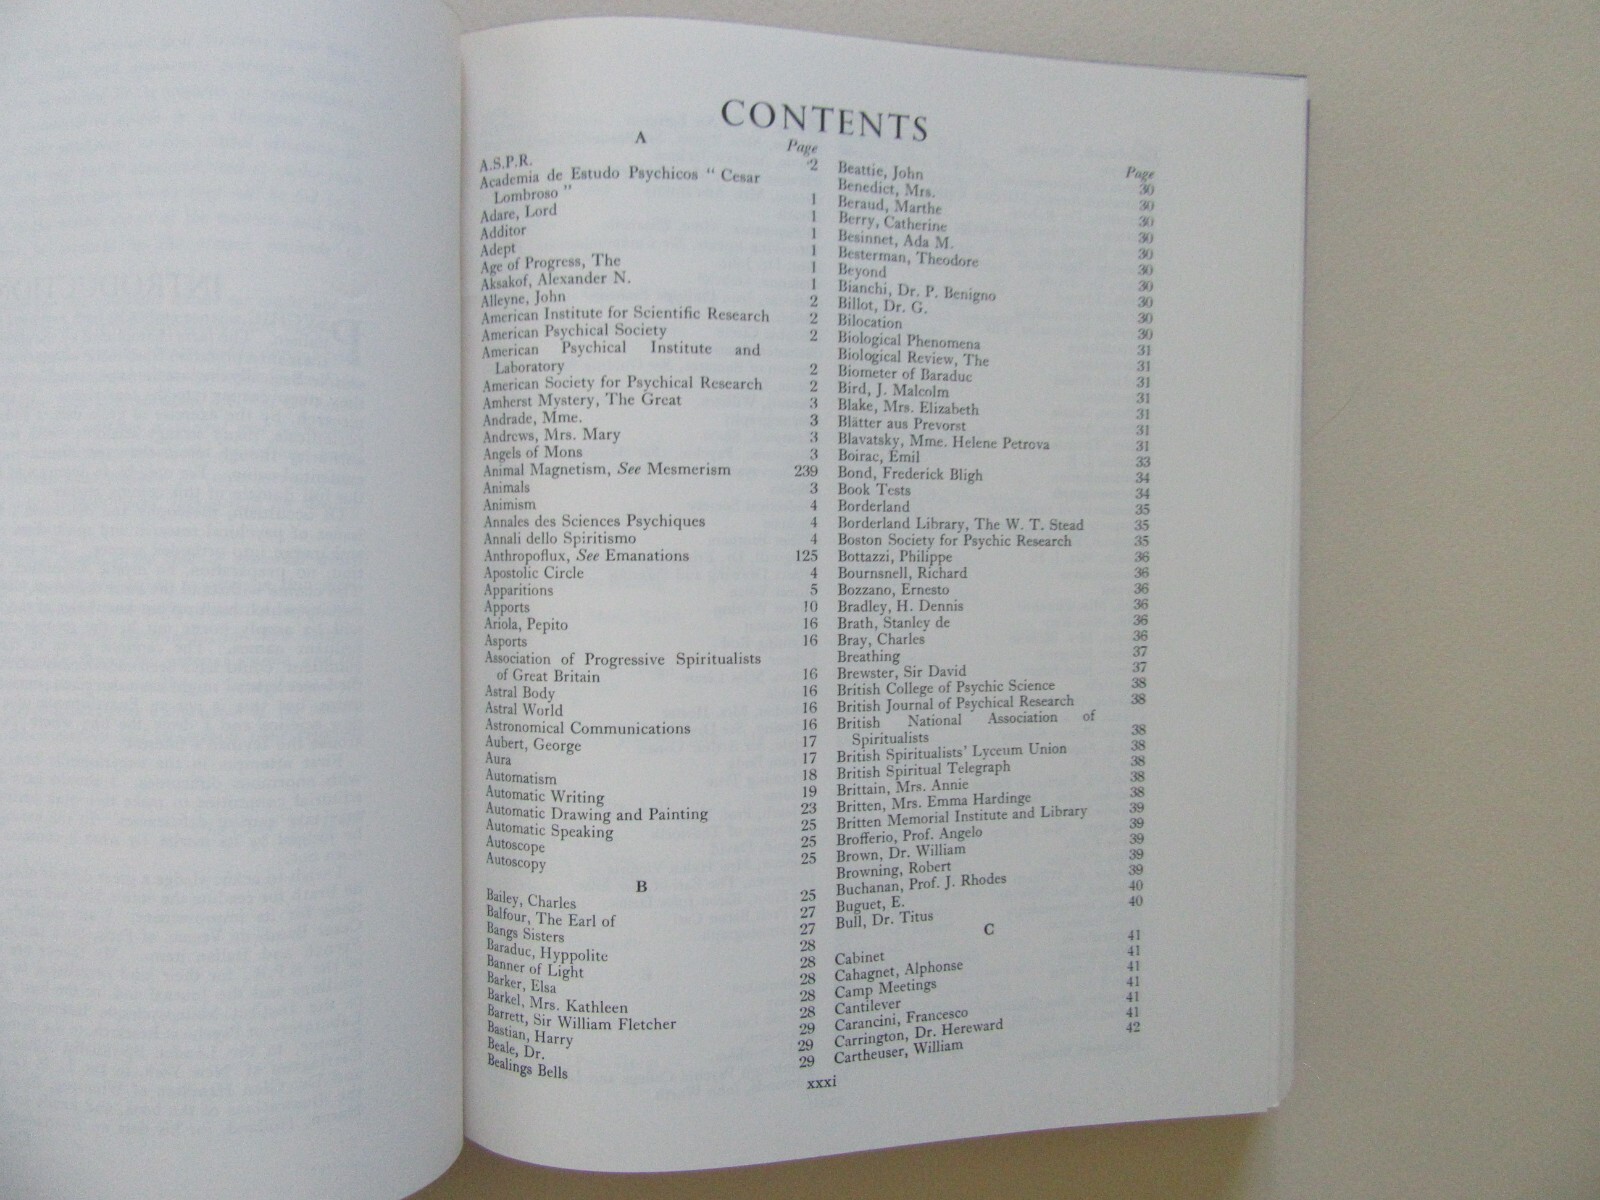 CONTENTS
A
Page
A.S.P.R. 2
Academia de Estudo Psychicos " Cesar
Lombroso " 1
Adare, Lord 1
Additor 1
Adept 1
Age of Progress, The 1
Aksakof, Alexander N. 1
Alleyne, John 2
American Institute for Scientific Research 2
American Psychical Society 2
American Psychical Institute and
Laboratory 2
American Society for Psychical Research 2
Amherst Mystery, The Great 3
Andrade, Mme. 3
Andrews, Mrs. Mary 3
Angels of Mons 3
Animal Magnetism, See Mesmerism 239
Animals 3
Animism 4
Annales des Sciences Psychiques 4
Annali dello Spiritismo 4
Anthropoflux, See Emanations 125
Apostolic Circle 4
Apparitions 5
Apports 10
Ariola, Pepito 16
Asports 16
Association of Progressive Spiritualists
of Great Britain 16
Astral Body 16
Astral World 16
Astronomical Communications 16
Aubert, George 17
Aura 17
Automatism 18
Automatic Writing 19
Automatic Drawing and Painting 23
Automatic Speaking 25
Autoscope 25
Autoscopy 25
B
Bailey, Charles 25
Balfour, The Earl of 27
Bangs Sisters 27
Baraduc, Hyppolite 28
Banner of Light 28
Barker, Elsa 28
Barkel, Mrs. Kathleen 28
Barrett, Sir William Fletcher 28
Bastian, Harry 29
Beale, Dr. 29
Bealings Bells 29
Page
Beattie, John 30
Benedict, Mrs. 30
Beraud, Marthe 30
Berry, Catherine 30
Besinnet, Ada M. 30
Besterman, Theodore 30
Beyond 30
Bianchi, Dr. P. Benigno 30
Billot, Dr. G. 30
Bilocation 30
Biological Phenomena 31
Biological Review, The 31
Biometer of Baraduc 31
Bird, J. Malcolm 31
Blake, Mrs. Elizabeth 31
Blätter aus Prevorst 31
Blavatsky, Mme. Helene Petrova 31
Boirac, Émil 33
Bond, Frederick Bligh 34
Book Tests 34
Borderland 35
Borderland Library, The W. T. Stead 35
Boston Society for Psychic Research 35
Bottazzi, Philippe 36
Bournsnell, Richard 36
Bozzano, Ernesto 36
Bradley, H. Dennis 36
Brath, Stanley de 36
Bray, Charles 36
Breathing 37
Brewster, Sir David 37
British College of Psychic Science 38
British Journal of Psychical Research 38
British National Association of
Spiritualists 38
British Spiritualists' Lyceum Union 38
British Spiritual Telegraph 38
Brittain, Mrs. Annie 38
Britten, Mrs. Emma Hardinge 38
Britten Memorial Institute and Library 39
Brofferio, Prof. Angelo 39
Brown, Dr. William 39
Browning, Robert 39
Buchanan, Prof. J. Rhodes 39
Buguet, E. 40
Bull, Dr. Titus 40
C
Cabinet 41
Cahagnet, Alphonse 41
Camp Meetings 41
Cantilever 41
Carancini, Francesco 41
Carrington, Dr. Hereward 41
Cartheuser, William 42
xxxi